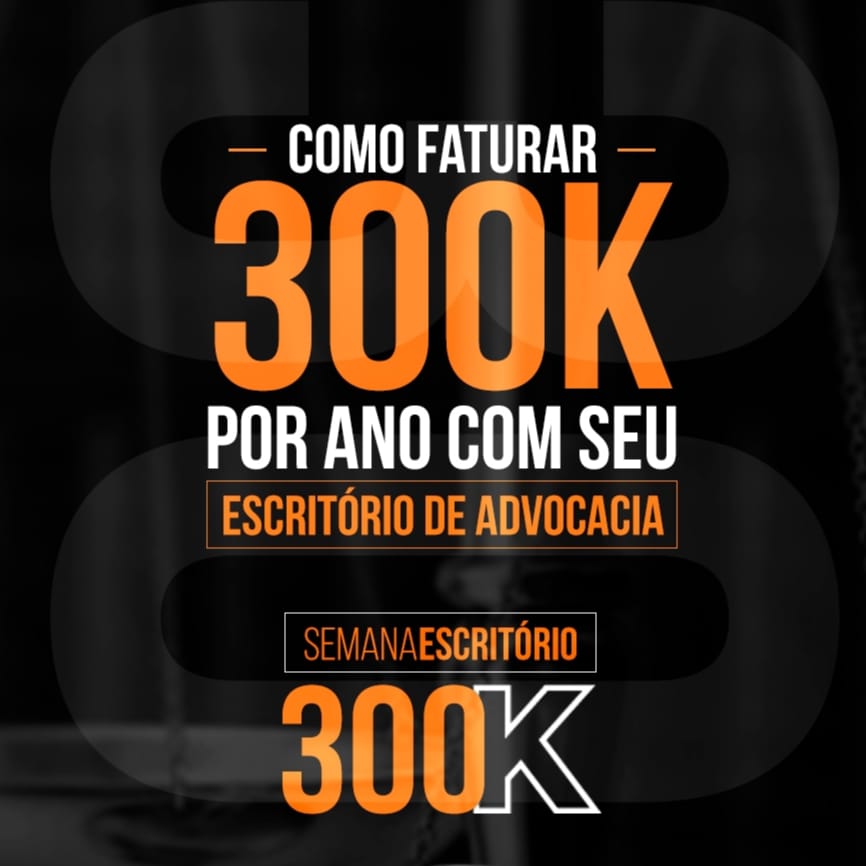 COMO FATURAR
300K
POR ANO COM SEU
ESCRITÓRIO DE ADVOCACIA
SEMANAESCRITÓRIO
300K